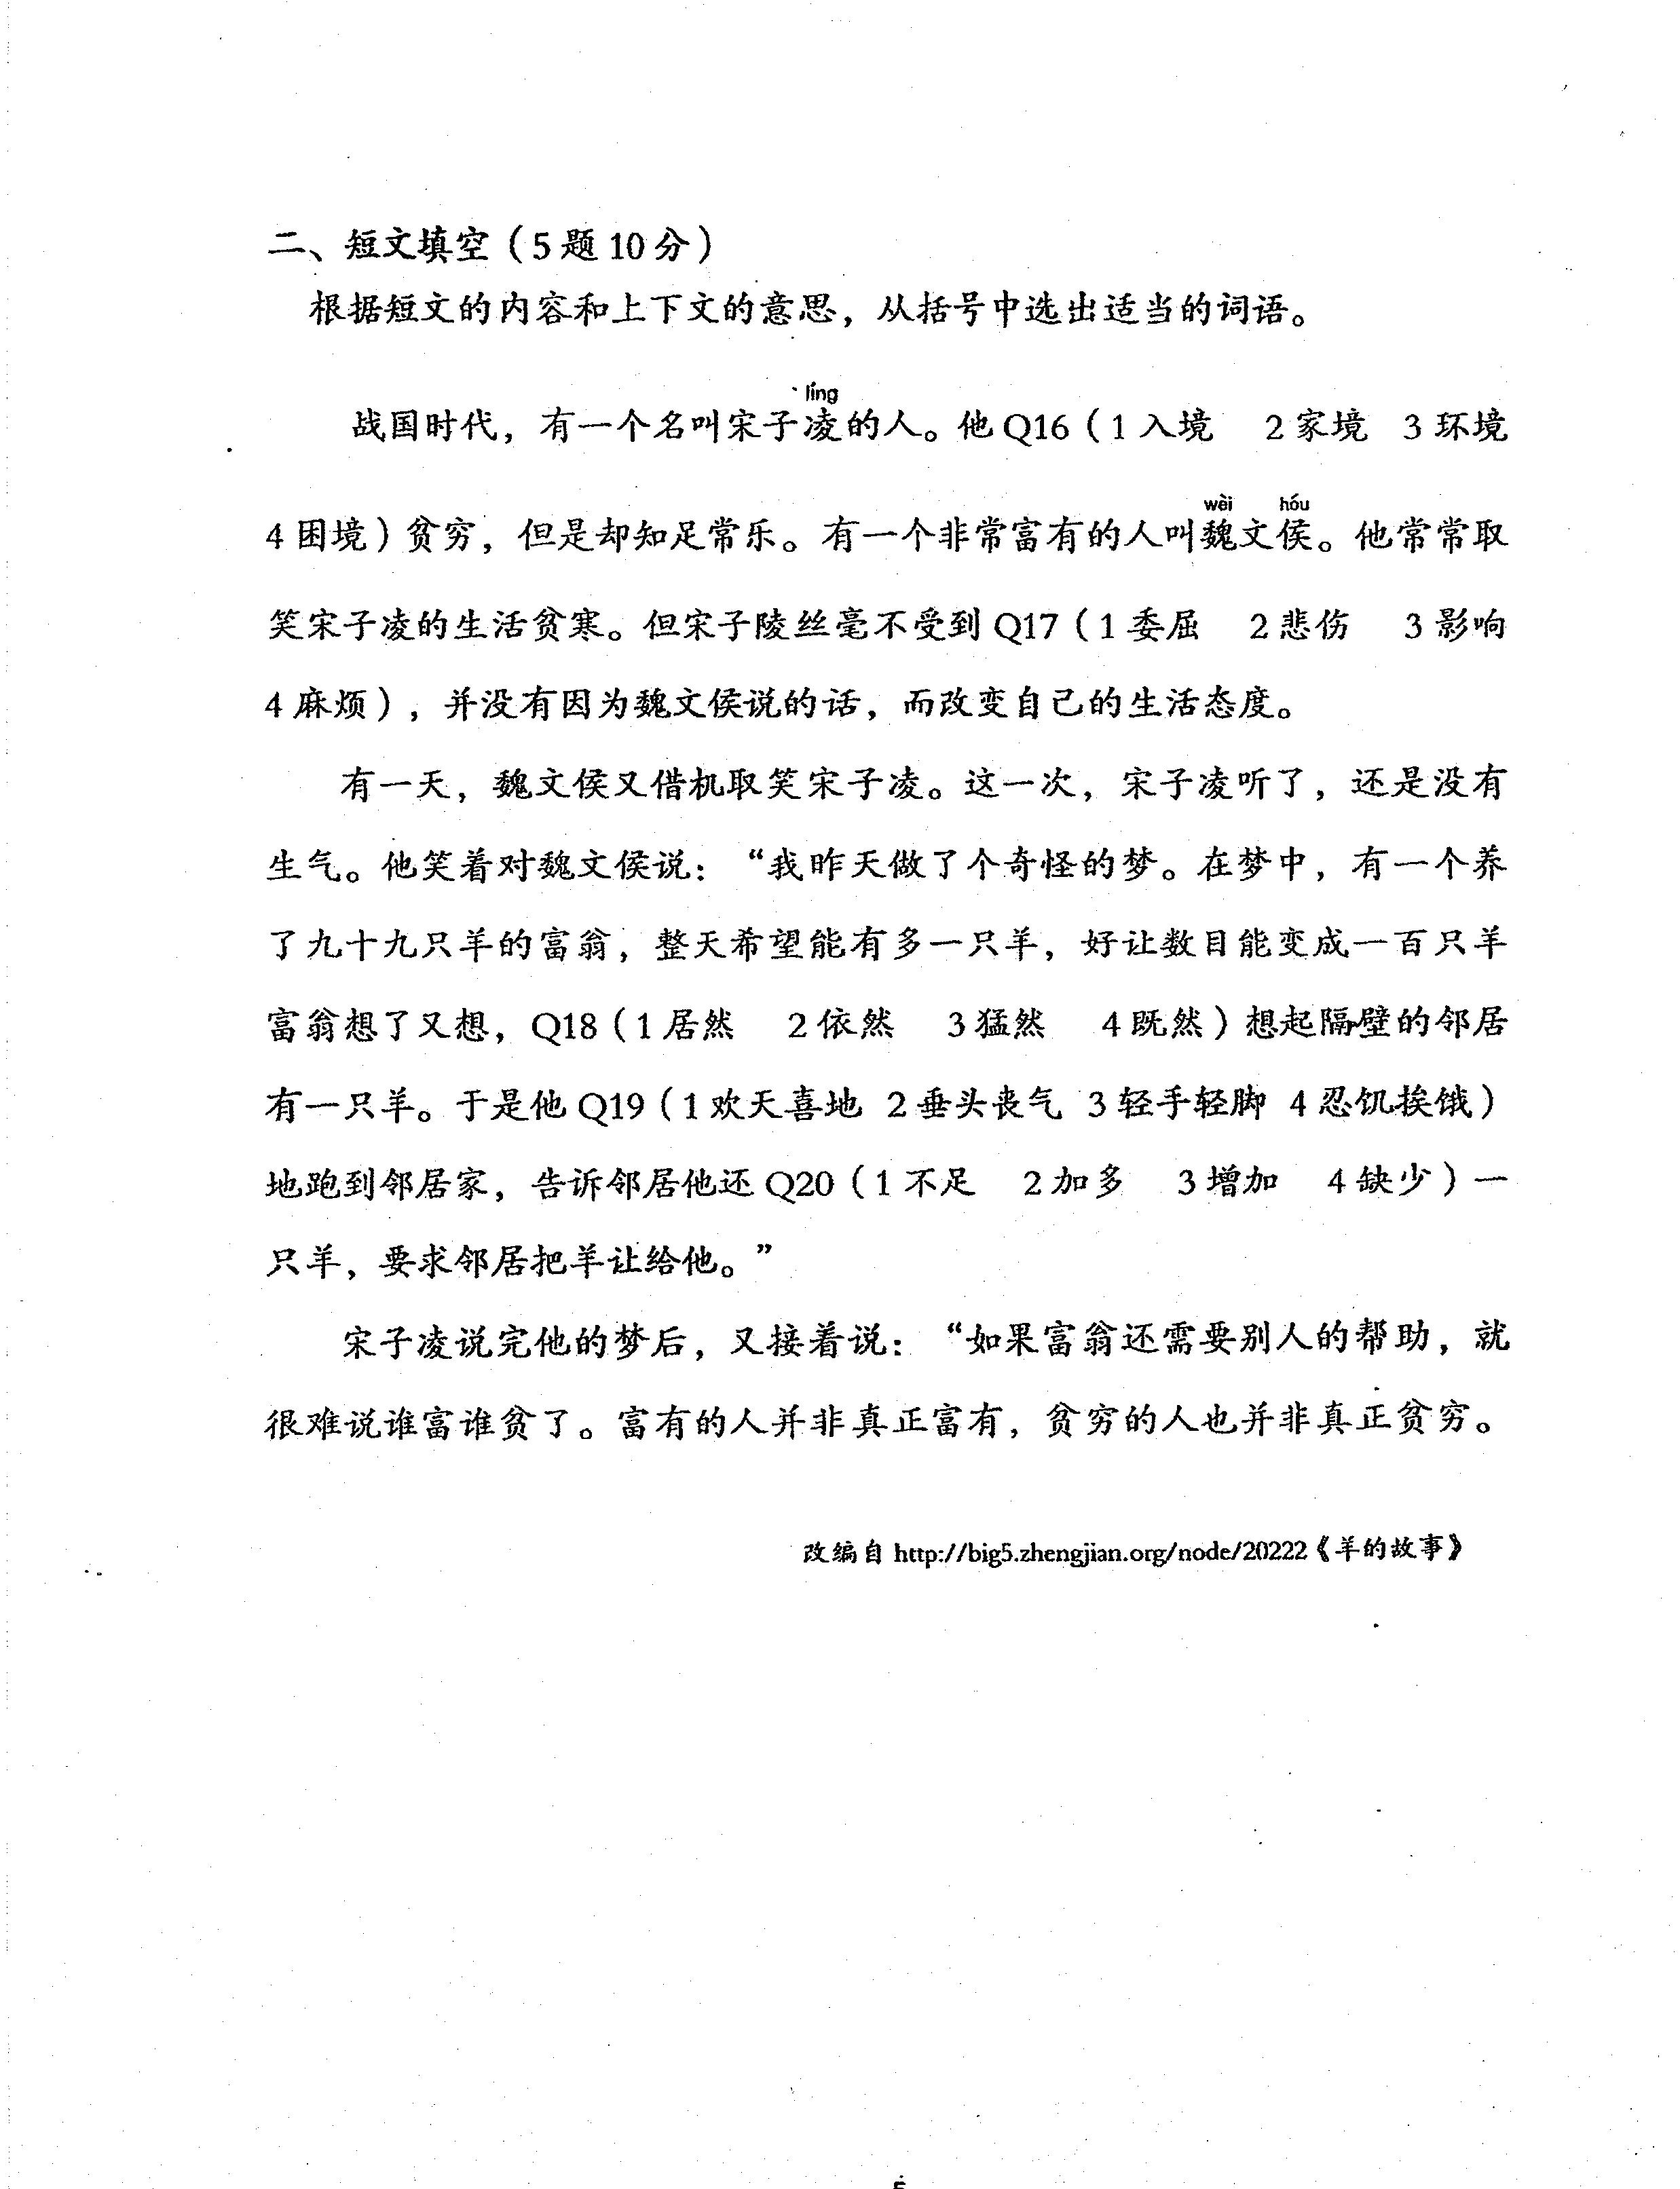 二、短文填空（5题10分）
根据短文的内容和上下文的意思，从括号中选出适当的词语。
líng
战国时代，有一个名叫宋子凌的人。他Q16（1入境 2家境 3环境
wèi hóu
4困境）贫穷，但是却知足常乐。有一个非常富有的人叫魏文侯。他常常取
笑宋子凌的生活贫寒。但宋子陵丝毫不受到Q17（1委屈 2悲伤 3影响
4麻烦），并没有因为魏文侯说的话，而改变自己的生活态度。
有一天，魏文侯又借机取笑宋子凌。这一次，宋子凌听了，还是没有
生气。他笑着对魏文侯说：“我昨天做了个奇怪的梦。在梦中，有一个养
了九十九只羊的富翁，整天希望能有多一只羊，好让数目能变成一百只羊
富翁想了又想，Q18（1居然 2依然 3猛然 4既然）想起隔壁的邻居
有一只羊。于是他Q19（1欢天喜地 2垂头丧气 3轻手轻脚 4忍饥挨饿）
地跑到邻居家，告诉邻居他还Q20（1不足 2加多 3增加 4缺少）一
只羊，要求邻居把羊让给他。”
宋子凌说完他的梦后，又接着说：“如果富翁还需要别人的帮助，就
很难说谁富谁贫了。富有的人并非真正富有，贫穷的人也并非真正贫穷。
改编自 http://big5.zhengjian.org/node/20222《羊的故事》